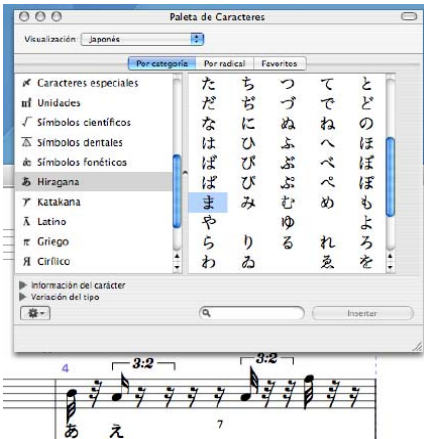 Paleta de Caracteres
Visualización: Japonés
Por categoría Por radical Favoritos
Caracteres especiales
Unidades
√ Símbolos científicos
Símbolos dentales
Símbolos fonéticos
あ Hiragana
ア Katakana
Latino
π Griego
Я Cirílico
た ち つ て と
だ ぢ づ で ど
な に ぬ ね の
は ひ ふ へ ほ
ば び ぶ べ ぼ
ぱ ぴ ぷ ぺ ぽ
ま み む め も
や ゆ よ
ら り る れ ろ
わ ゐ ゑ を
Información del carácter
Variación del tipo
Insertar
4 3:2 3:2
7
あ え